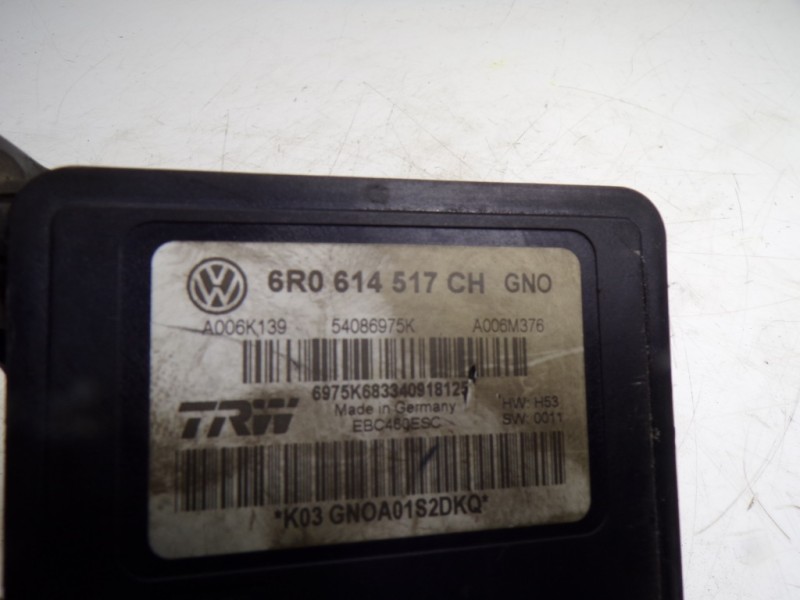 6R0 614 517 CH GNO
A006K139 54086975K A006M376
6975K683340918125
TRW Made in Germany HW: H53
EBC460ESC SW: 0011
*K03 GNOA01S2DKQ*